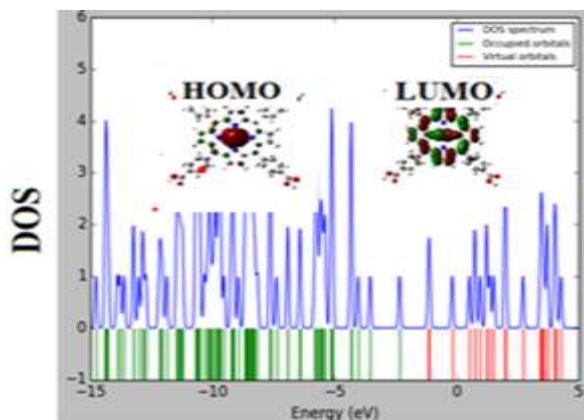 6
DOS spectrum
Occupied orbitals
Virtual orbitals
5
HOMO LUMO
4
3
2
1
0
−1
DOS
−15 −10 −5 0 5
Energy (eV)